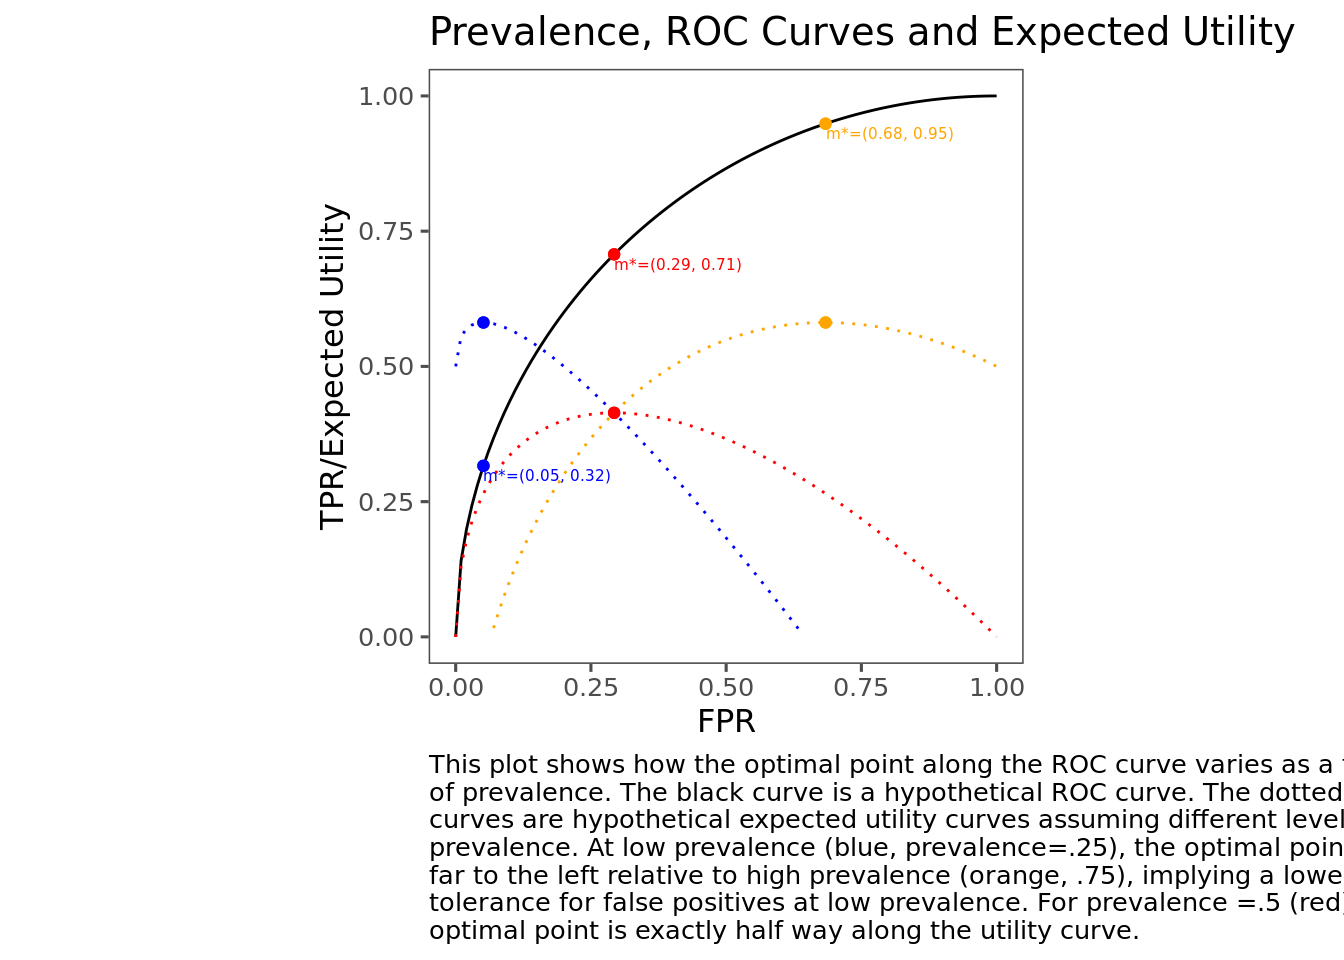 Prevalence, ROC Curves and Expected Utility
1.00
m*=(0.68, 0.95)
0.75
m*=(0.29, 0.71)
0.50
m*=(0.05, 0.32)
0.25
0.00
TPR/Expected Utility
0.00 0.25 0.50 0.75 1.00
FPR
This plot shows how the optimal point along the ROC curve varies as a
of prevalence. The black curve is a hypothetical ROC curve. The dotted
curves are hypothetical expected utility curves assuming different level
prevalence. At low prevalence (blue, prevalence=.25), the optimal poin
far to the left relative to high prevalence (orange, .75), implying a lowe
tolerance for false positives at low prevalence. For prevalence =.5 (red
optimal point is exactly half way along the utility curve.